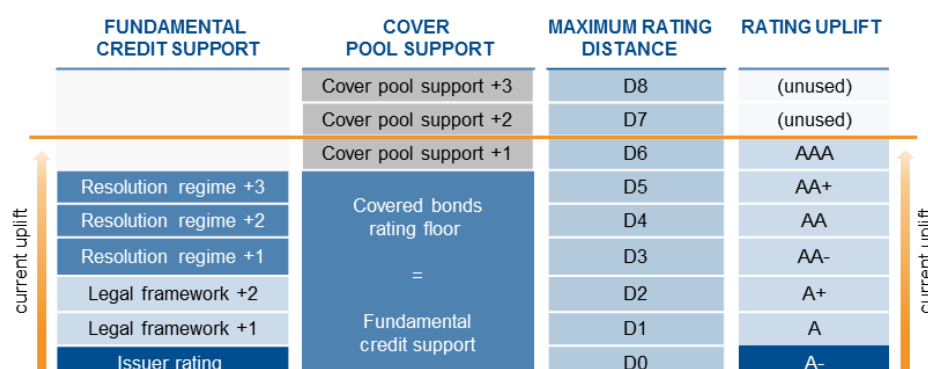 FUNDAMENTAL
CREDIT SUPPORT
COVER
POOL SUPPORT
MAXIMUM RATING
DISTANCE
RATING UPLIFT
Cover pool support +3
D8
(unused)
Cover pool support +2
D7
(unused)
Cover pool support +1
D6
AAA
Resolution regime +3
D5
AA+
Resolution regime +2
D4
AA
Resolution regime +1
D3
AA-
Legal framework +2
D2
A+
Legal framework +1
D1
A
Issuer rating
D0
A-
Covered bonds
rating floor
=
Fundamental
credit support
current uplift
current uplift